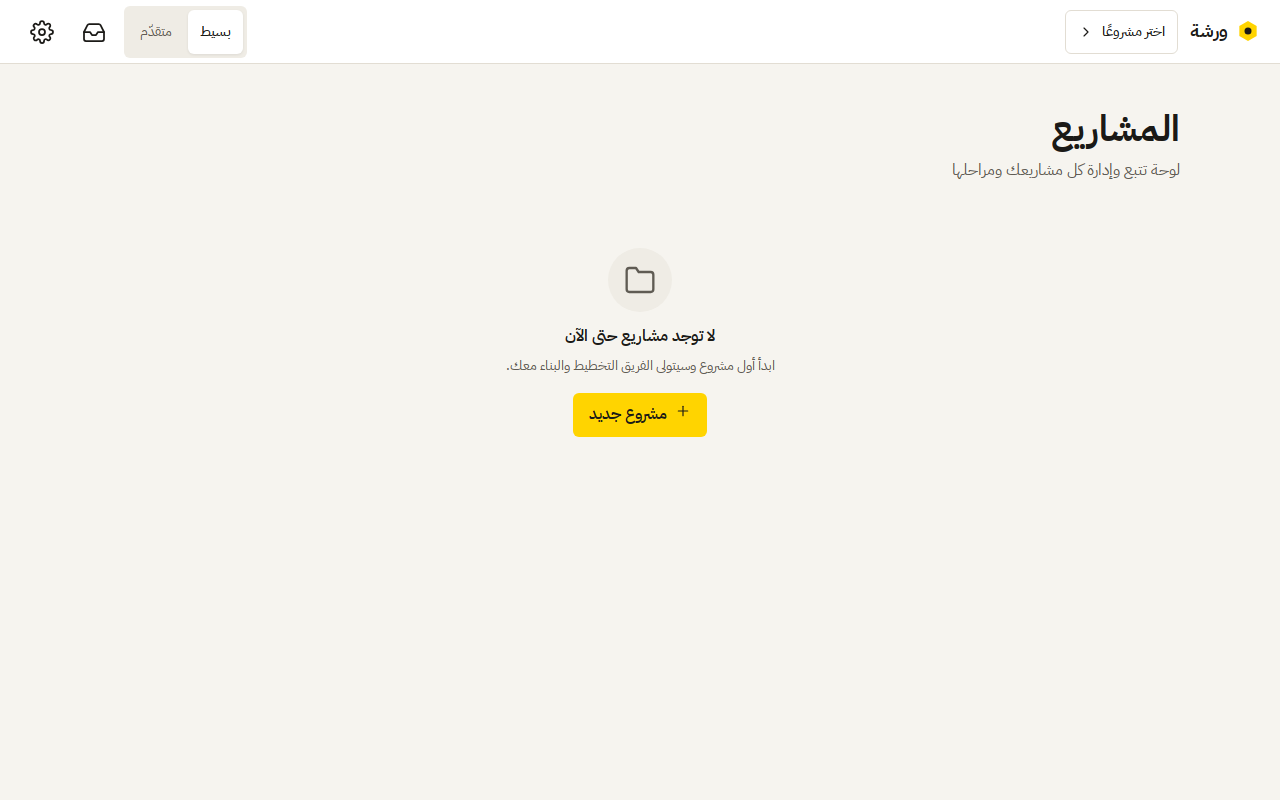 ورشة
اختر مشروعًا
بسيط
متقدّم
المشاريع
لوحة تتبع وإدارة كل مشاريعك ومراحلها
لا توجد مشاريع حتى الآن
ابدأ أول مشروع وسيتولى الفريق التخطيط والبناء معك.
مشروع جديد